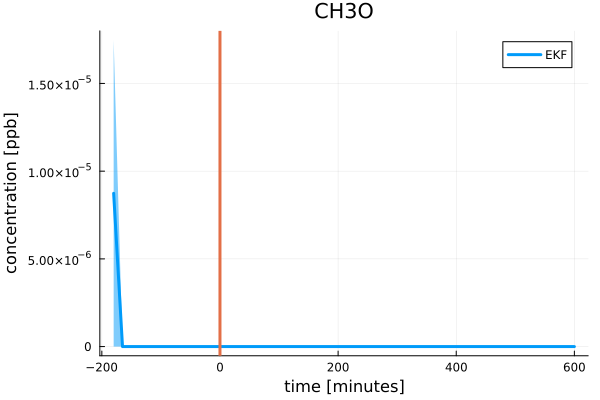 CH3O
EKF
concentration [ppb]
1.50×10⁻⁵
1.00×10⁻⁵
5.00×10⁻⁶
0
−200 0 200 400 600
time [minutes]